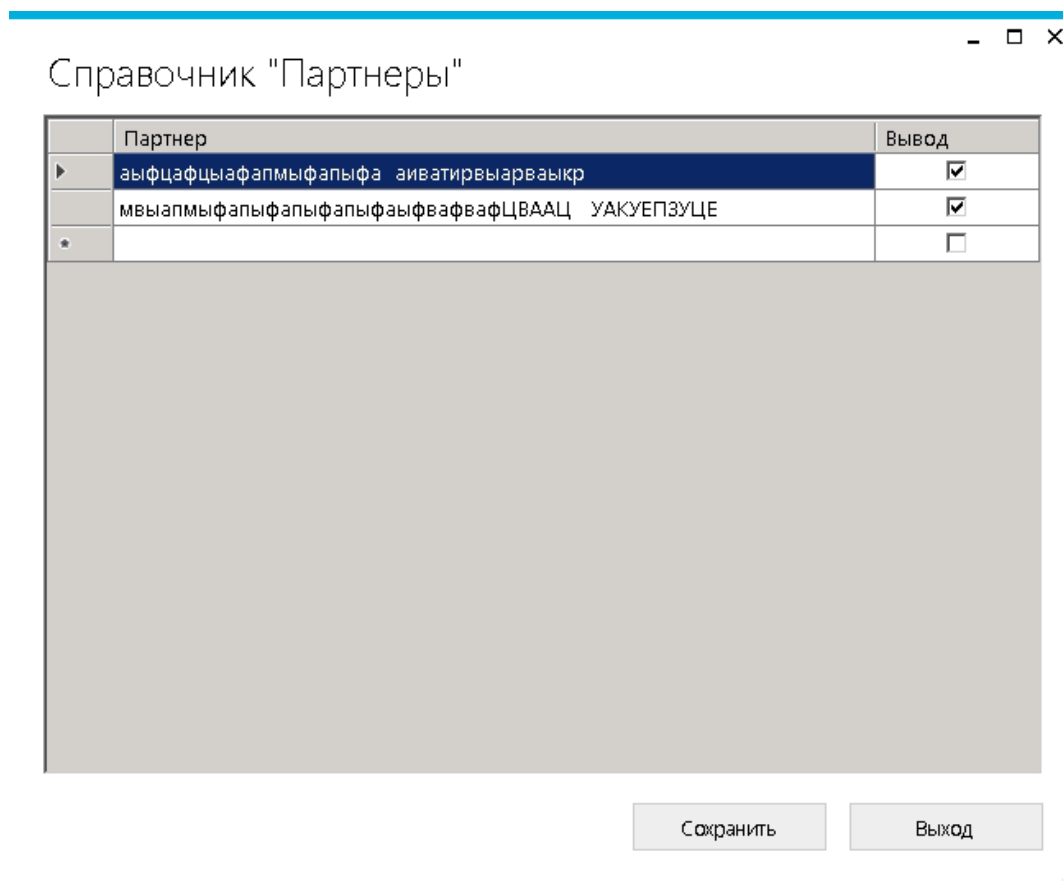 Справочник "Партнеры"
Партнер Вывод
аыфцафцыафапмыфапыфа аиватирвыарваыкр
мвыапмыфапыфапыфапыфаыфвафвафЦВААЦ УАКУЕПЗУЦЕ
Сохранить Выход